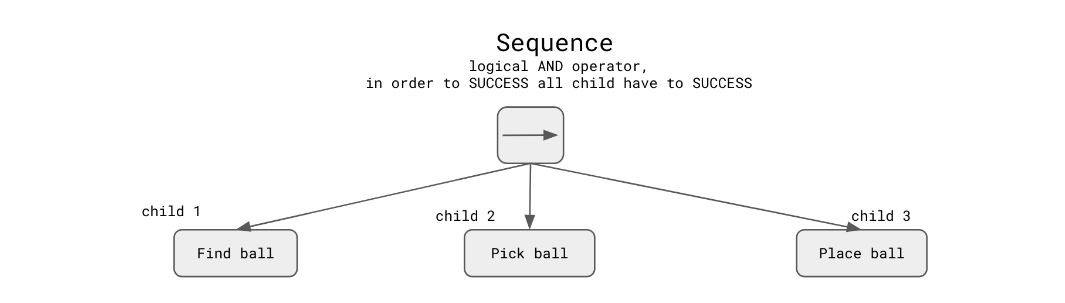 Sequence
logical AND operator,
in order to SUCCESS all child have to SUCCESS
child 1
child 2
child 3
Find ball
Pick ball
Place ball